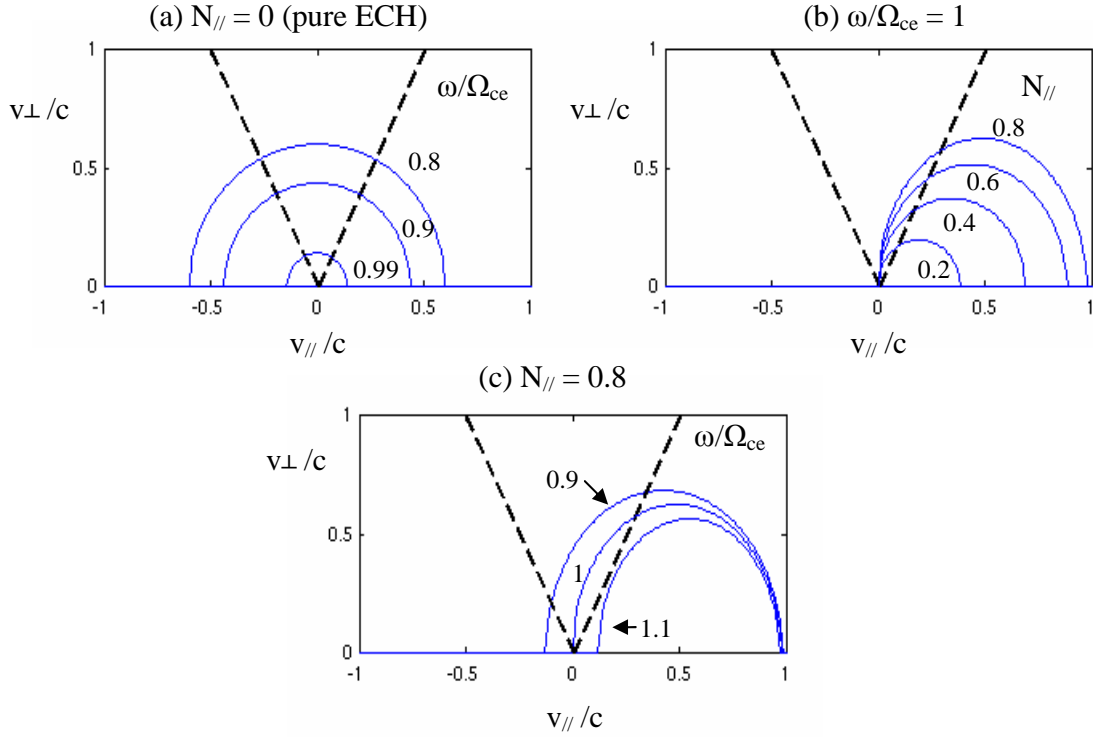 (a) N// = 0 (pure ECH)
(b) ω/Ωce = 1
1
ω/Ωce
v⊥/c
0.8
0.5
0.9
0.99
0
-1 -0.5 0 0.5 1
v///c
1
N//
v⊥/c
0.8
0.6
0.5
0.4
0.2
0
-1 -0.5 0 0.5 1
v///c
(c) N// = 0.8
1
ω/Ωce
v⊥/c
0.9
0.5
1
1.1
0
-1 -0.5 0 0.5 1
v///c